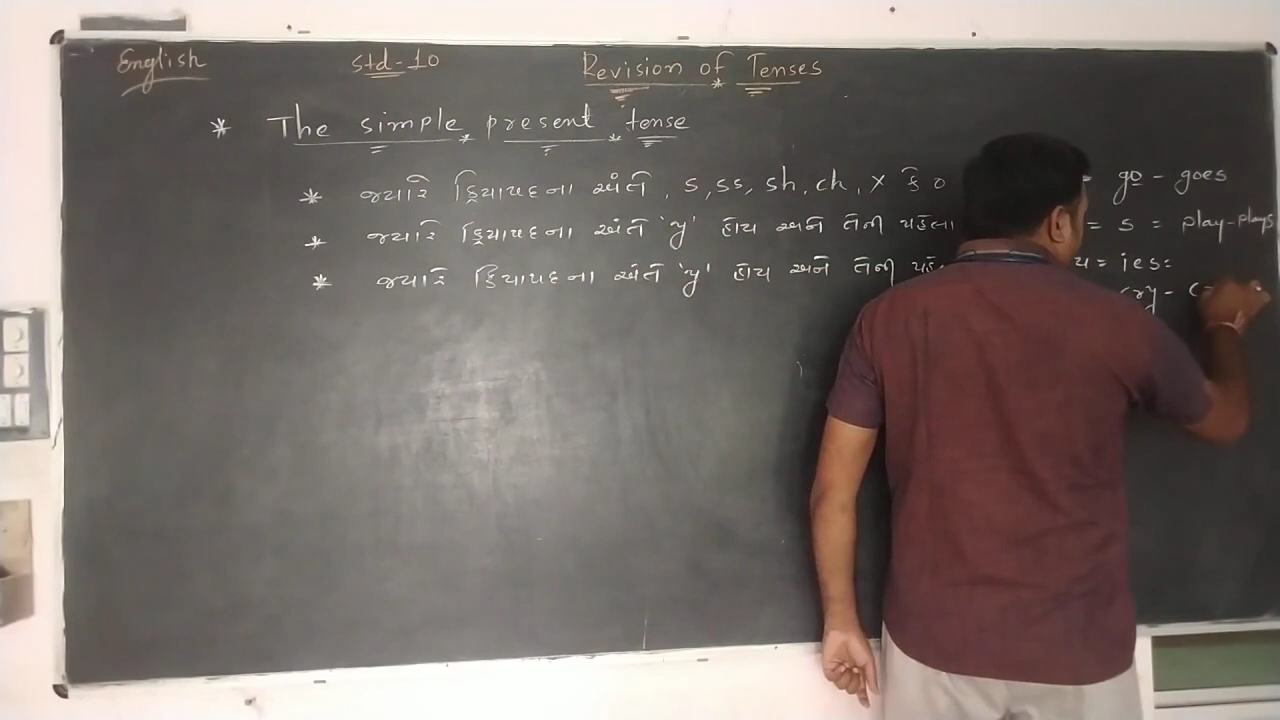 English std-10 Revision of Tenses
* The simple present tense
* જ્યારે ક્રિયાપદના અંતે, s, ss, sh, ch, x કે o = go - goes
* જ્યારે ક્રિયાપદના અંતે 'y' હોય અને તેની પહેલા = s = play-plays
* જ્યારે ક્રિયાપદના અંતે 'y' હોય અને તેની = ies:
cry -